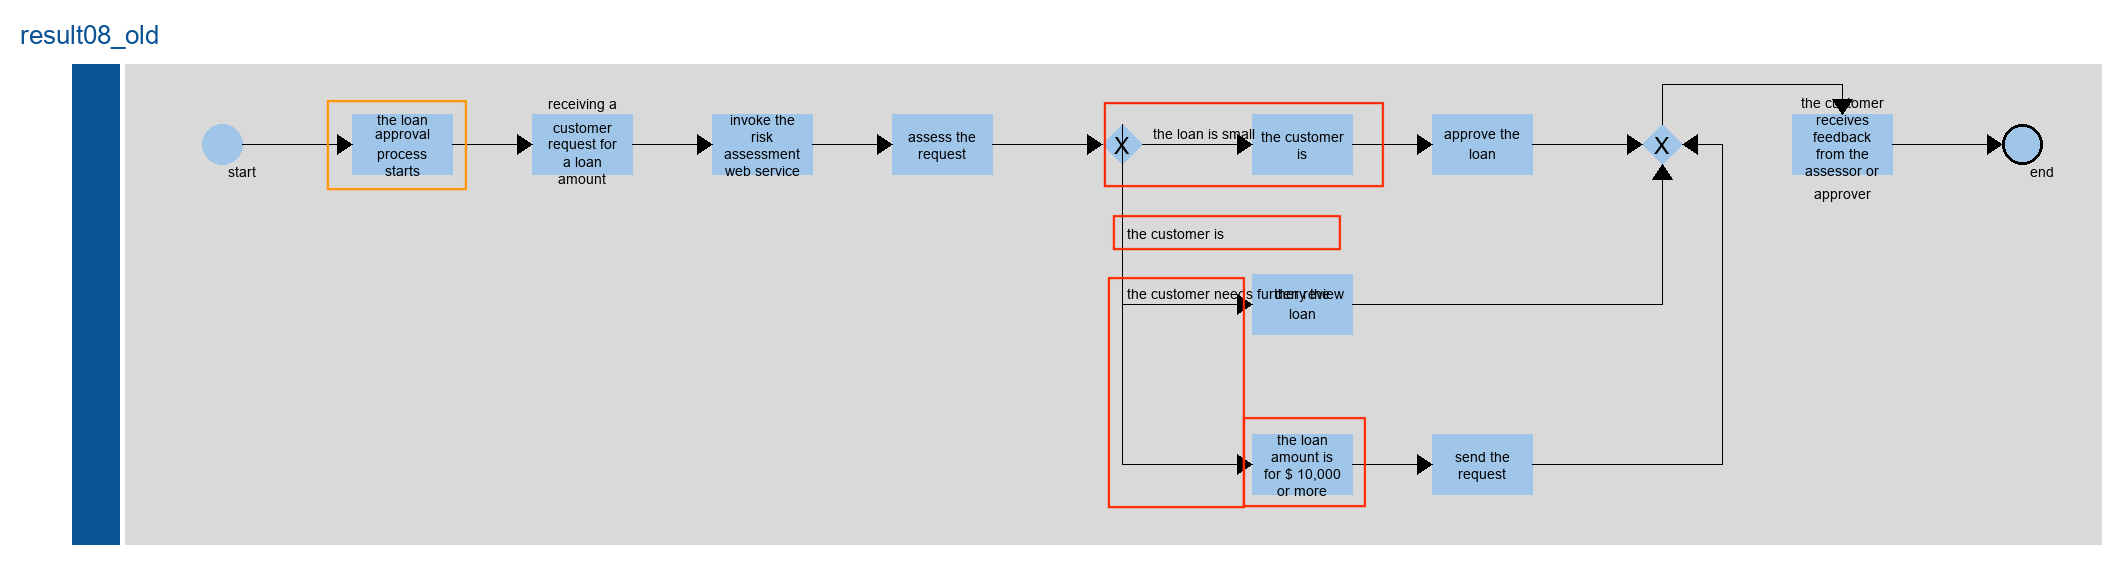 result08_old
start
the loan
approval
process
starts
receiving a
customer
request for
a loan
amount
invoke the
risk
assessment
web service
assess the
request
X
the loan is small
the customer
is
approve the
loan
X
the customer
receives
feedback
from the
assessor or
approver
end
the customer is
the customer needs further review
deny the
loan
the loan
amount is
for $ 10,000
or more
send the
request